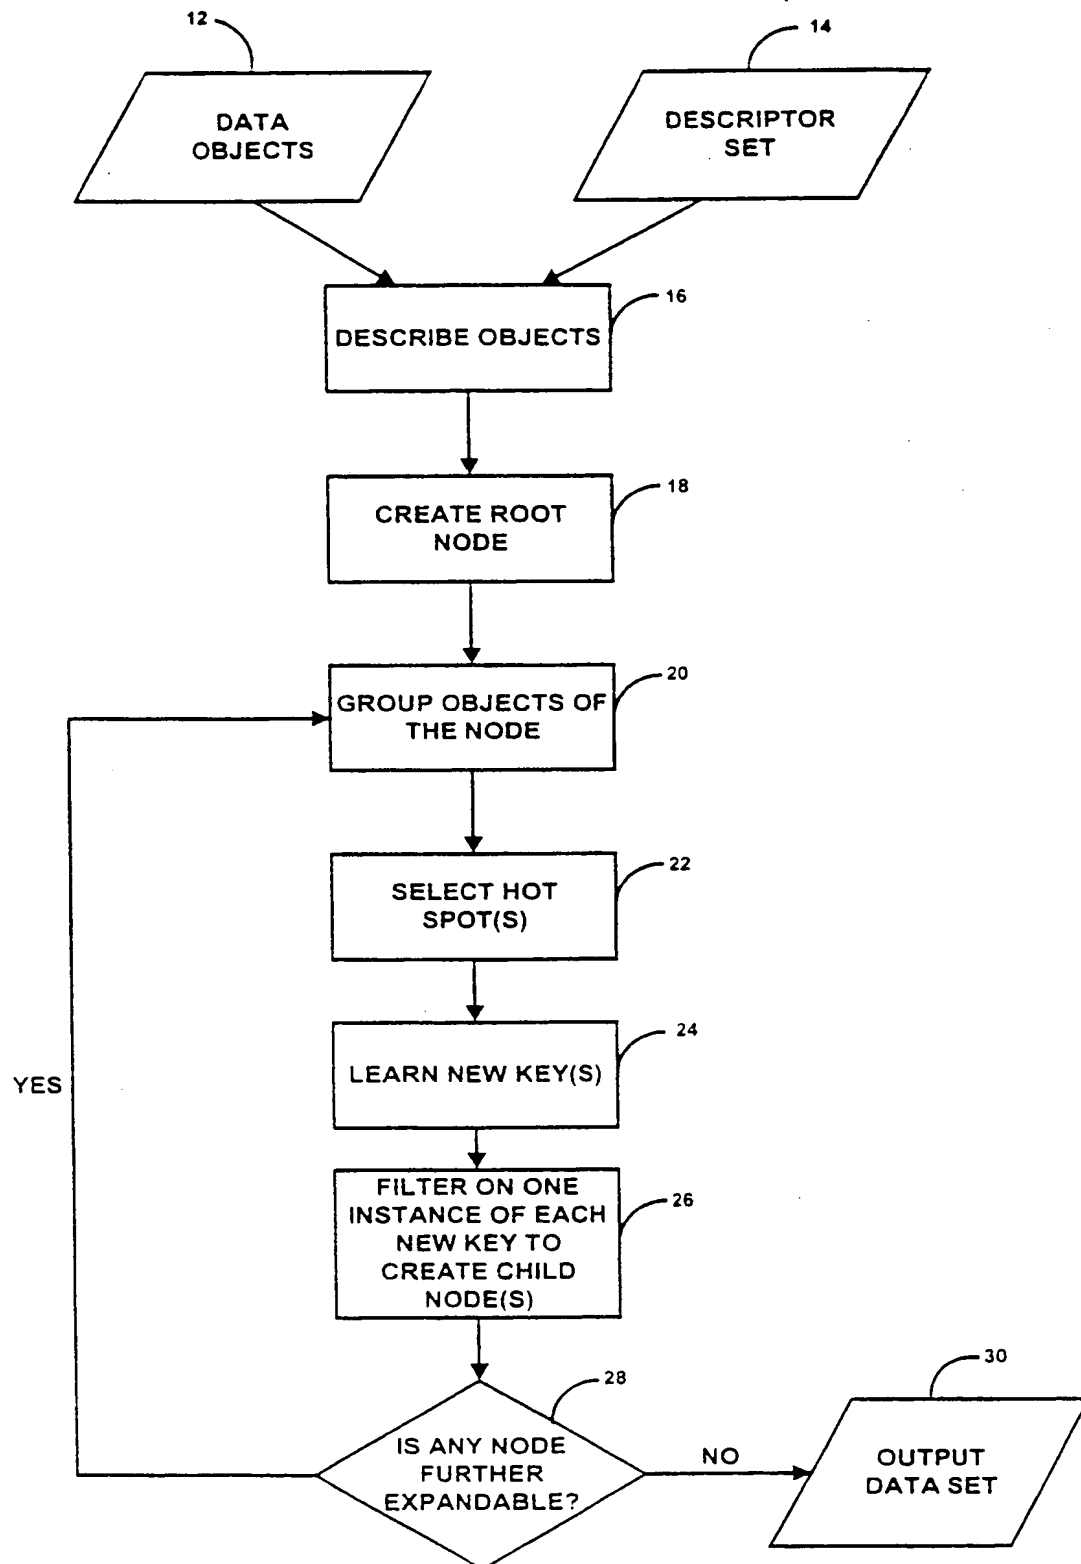 12
14
DATA
OBJECTS
DESCRIPTOR
SET
16
DESCRIBE OBJECTS
18
CREATE ROOT
NODE
20
GROUP OBJECTS OF
THE NODE
22
SELECT HOT
SPOT(S)
24
LEARN NEW KEY(S)
YES
26
FILTER ON ONE
INSTANCE OF EACH
NEW KEY TO
CREATE CHILD
NODE(S)
28
IS ANY NODE
FURTHER
EXPANDABLE?
NO
30
OUTPUT
DATA SET